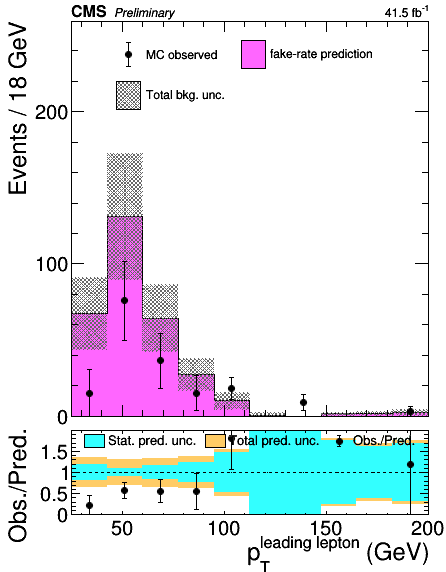 CMS Preliminary 41.5 fb⁻¹
MC observed fake-rate prediction
Total bkg. unc.
Events / 18 GeV
200
100
0
Stat. pred. unc. Total pred. unc. Obs./Pred.
Obs./Pred.
1.5
1
0.5
0
50 100 150 200
p_T^leading lepton (GeV)